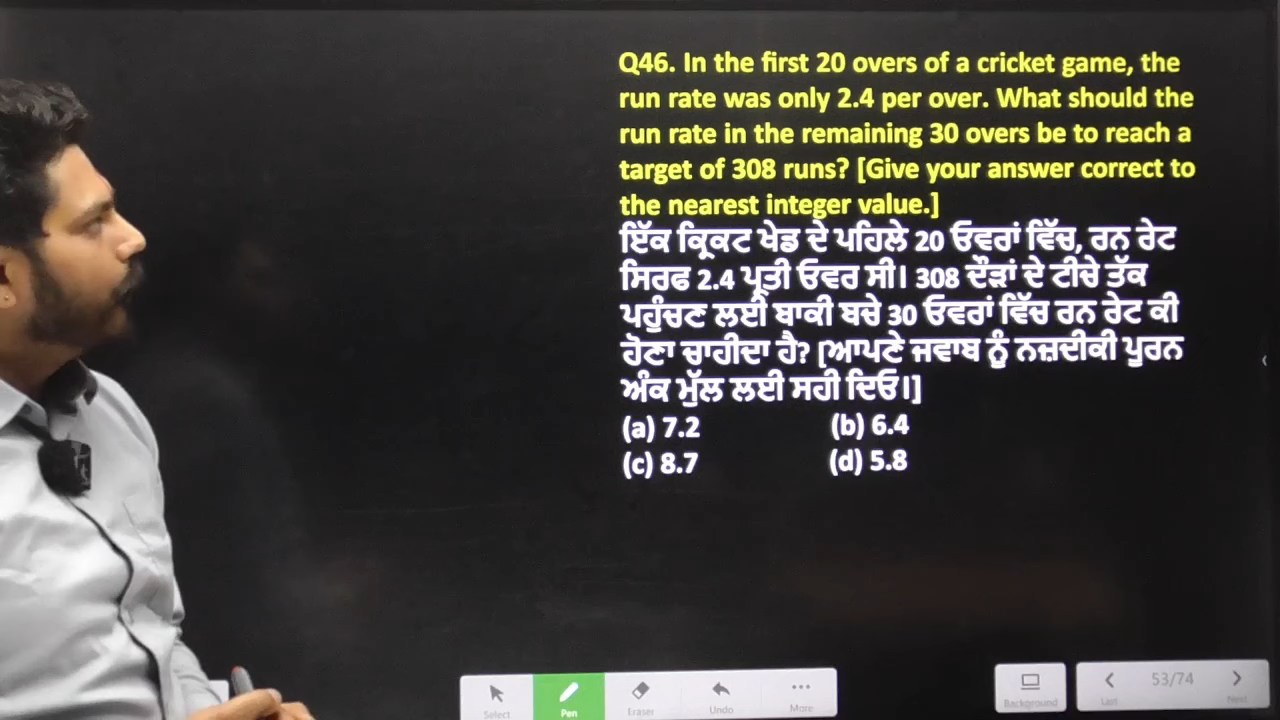 Q46. In the first 20 overs of a cricket game, the
run rate was only 2.4 per over. What should the
run rate in the remaining 30 overs be to reach a
target of 308 runs? [Give your answer correct to
the nearest integer value.]
ਇੱਕ ਕ੍ਰਿਕਟ ਖੇਡ ਦੇ ਪਹਿਲੇ 20 ਓਵਰਾਂ ਵਿੱਚ, ਰਨ ਰੇਟ
ਸਿਰਫ 2.4 ਪ੍ਰਤੀ ਓਵਰ ਸੀ। 308 ਦੌੜਾਂ ਦੇ ਟੀਚੇ ਤੱਕ
ਪਹੁੰਚਣ ਲਈ ਬਾਕੀ ਬਚੇ 30 ਓਵਰਾਂ ਵਿੱਚ ਰਨ ਰੇਟ ਕੀ
ਹੋਣਾ ਚਾਹੀਦਾ ਹੈ? [ਆਪਣੇ ਜਵਾਬ ਨੂੰ ਨਜ਼ਦੀਕੀ ਪੂਰਨ
ਅੰਕ ਮੁੱਲ ਲਈ ਸਹੀ ਦਿਓ।]
(a) 7.2 (b) 6.4
(c) 8.7 (d) 5.8
Select Pen Eraser Undo More Background Last 53/74 Next